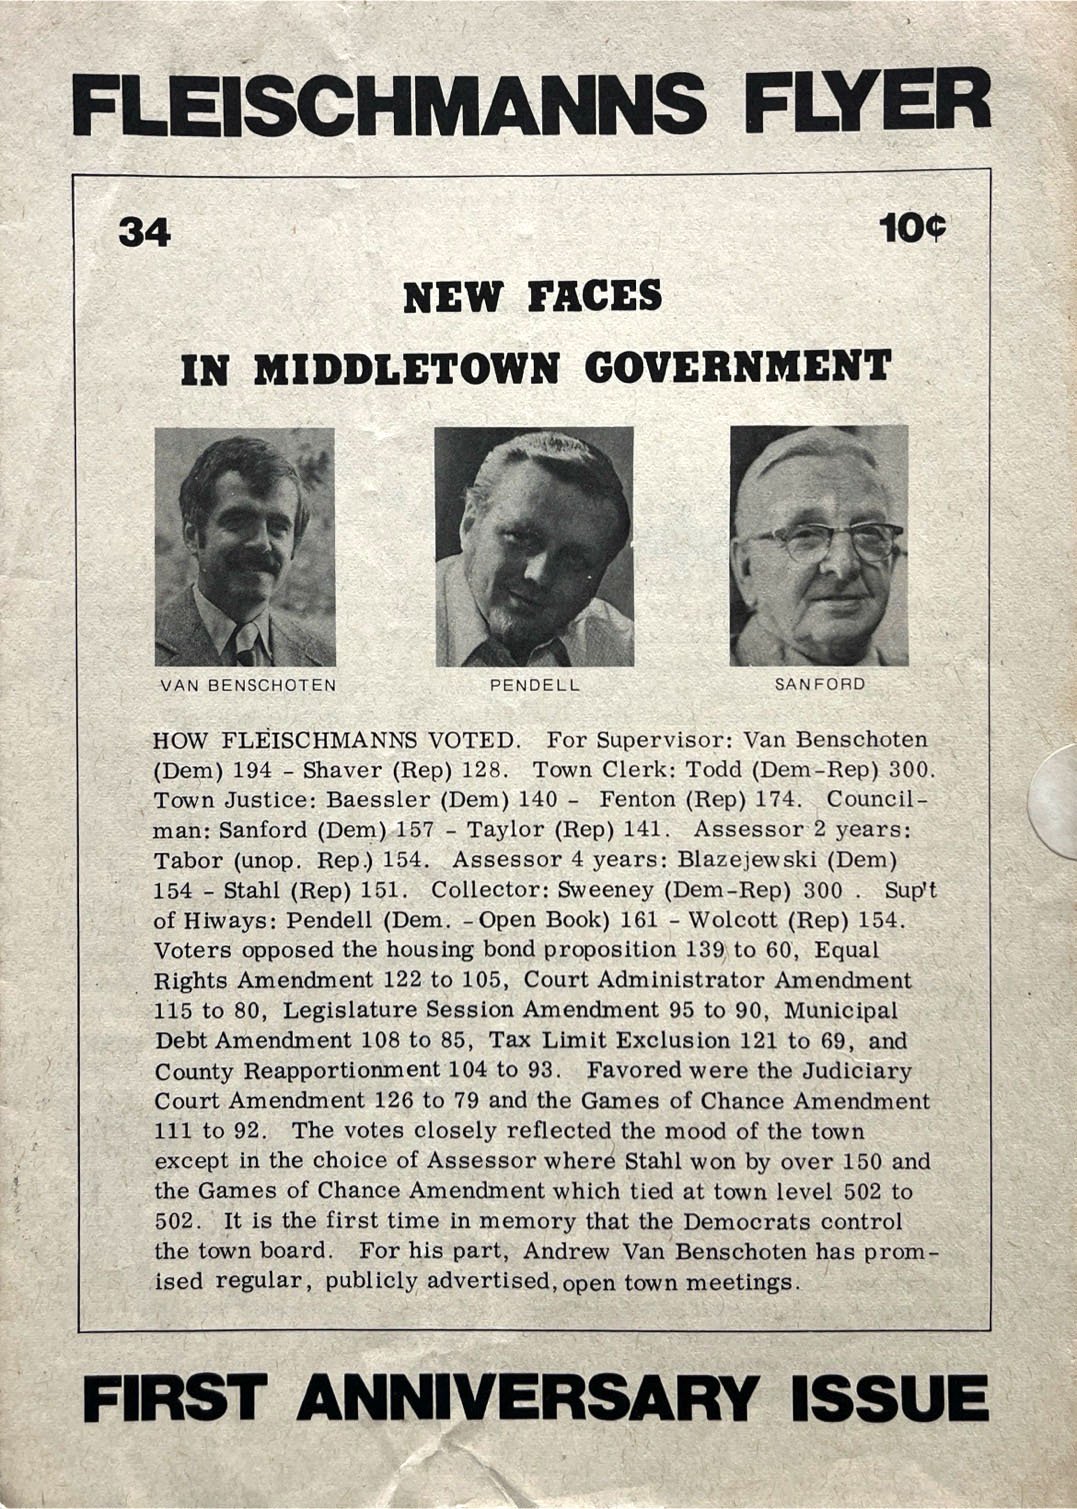 FLEISCHMANNS FLYER
34 10¢
NEW FACES
IN MIDDLETOWN GOVERNMENT
VAN BENSCHOTEN PENDELL SANFORD
HOW FLEISCHMANNS VOTED. For Supervisor: Van Benschoten
(Dem) 194 - Shaver (Rep) 128. Town Clerk: Todd (Dem-Rep) 300.
Town Justice: Baessler (Dem) 140 - Fenton (Rep) 174. Council-
man: Sanford (Dem) 157 - Taylor (Rep) 141. Assessor 2 years:
Tabor (unop. Rep.) 154. Assessor 4 years: Blazejewski (Dem)
154 - Stahl (Rep) 151. Collector: Sweeney (Dem-Rep) 300 . Sup't
of Hiways: Pendell (Dem. -Open Book) 161 - Wolcott (Rep) 154.
Voters opposed the housing bond proposition 139 to 60, Equal
Rights Amendment 122 to 105, Court Administrator Amendment
115 to 80, Legislature Session Amendment 95 to 90, Municipal
Debt Amendment 108 to 85, Tax Limit Exclusion 121 to 69, and
County Reapportionment 104 to 93. Favored were the Judiciary
Court Amendment 126 to 79 and the Games of Chance Amendment
111 to 92. The votes closely reflected the mood of the town
except in the choice of Assessor where Stahl won by over 150 and
the Games of Chance Amendment which tied at town level 502 to
502. It is the first time in memory that the Democrats control
the town board. For his part, Andrew Van Benschoten has prom-
ised regular, publicly advertised, open town meetings.
FIRST ANNIVERSARY ISSUE